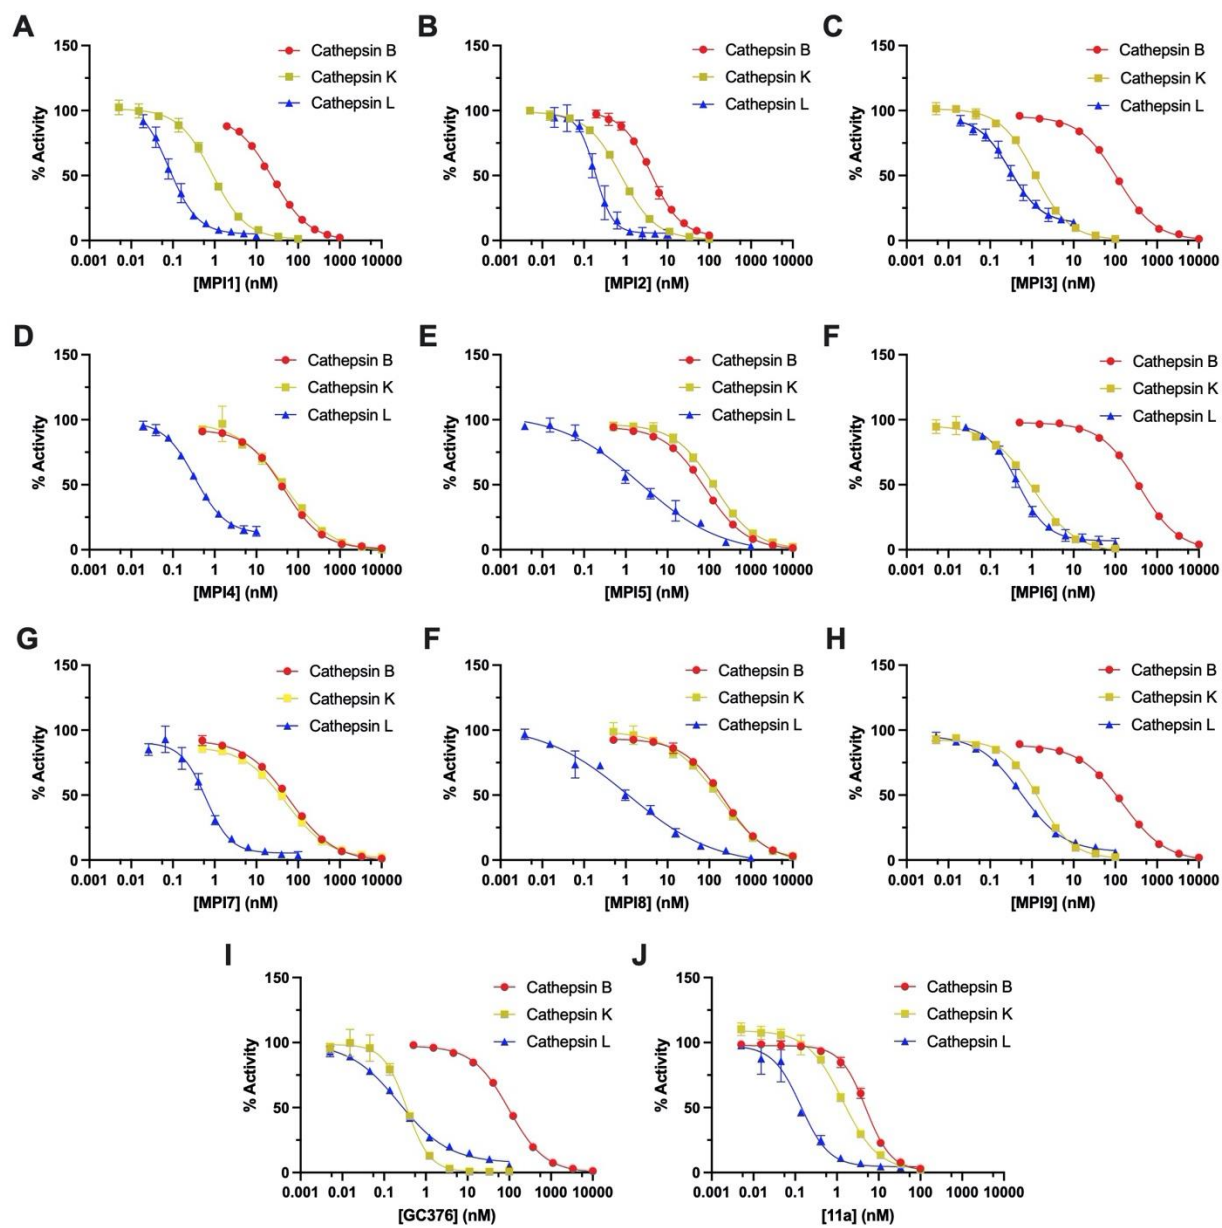 A
150
100
50
0
% Activity
Cathepsin B
Cathepsin K
Cathepsin L
0.001 0.01 0.1 1 10 100 1000 10000
[MPI1] (nM)
B
150
100
50
0
% Activity
Cathepsin B
Cathepsin K
Cathepsin L
0.001 0.01 0.1 1 10 100 1000 10000
[MPI2] (nM)
C
150
100
50
0
% Activity
Cathepsin B
Cathepsin K
Cathepsin L
0.001 0.01 0.1 1 10 100 1000 10000
[MPI3] (nM)
D
150
100
50
0
% Activity
Cathepsin B
Cathepsin K
Cathepsin L
0.001 0.01 0.1 1 10 100 1000 10000
[MPI4] (nM)
E
150
100
50
0
% Activity
Cathepsin B
Cathepsin K
Cathepsin L
0.001 0.01 0.1 1 10 100 1000 10000
[MPI5] (nM)
F
150
100
50
0
% Activity
Cathepsin B
Cathepsin K
Cathepsin L
0.001 0.01 0.1 1 10 100 1000 10000
[MPI6] (nM)
G
150
100
50
0
% Activity
Cathepsin B
Cathepsin K
Cathepsin L
0.001 0.01 0.1 1 10 100 1000 10000
[MPI7] (nM)
F
150
100
50
0
% Activity
Cathepsin B
Cathepsin K
Cathepsin L
0.001 0.01 0.1 1 10 100 1000 10000
[MPI8] (nM)
H
150
100
50
0
% Activity
Cathepsin B
Cathepsin K
Cathepsin L
0.001 0.01 0.1 1 10 100 1000 10000
[MPI9] (nM)
I
150
100
50
0
% Activity
Cathepsin B
Cathepsin K
Cathepsin L
0.001 0.01 0.1 1 10 100 1000 10000
[GC376] (nM)
J
150
100
50
0
% Activity
Cathepsin B
Cathepsin K
Cathepsin L
0.001 0.01 0.1 1 10 100 1000 10000
[11a] (nM)